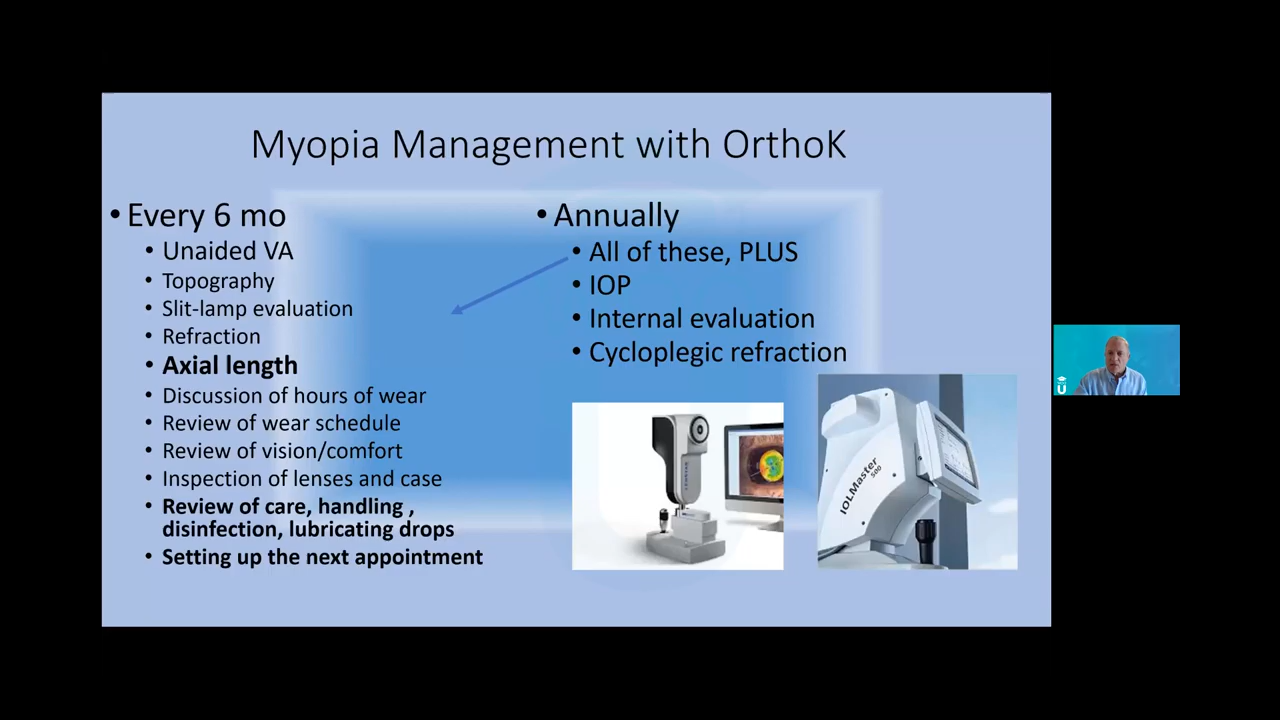 Myopia Management with OrthoK
• Every 6 mo
• Unaided VA
• Topography
• Slit-lamp evaluation
• Refraction
• Axial length
• Discussion of hours of wear
• Review of wear schedule
• Review of vision/comfort
• Inspection of lenses and case
• Review of care, handling ,
disinfection, lubricating drops
• Setting up the next appointment
• Annually
• All of these, PLUS
• IOP
• Internal evaluation
• Cycloplegic refraction
IOLMaster
500
U